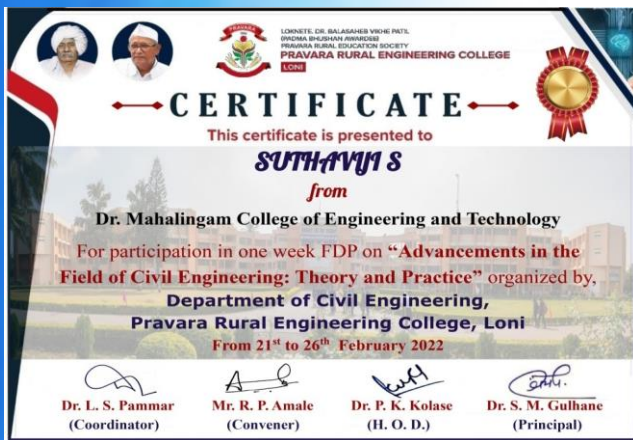 PRAVARA
LOKNETE. DR. BALASAHEB VIKHE PATIL
(PADMA BHUSHAN AWARDEE)
PRAVARA RURAL EDUCATION SOCIETY
PRAVARA RURAL ENGINEERING COLLEGE
LONI
CERTIFICATE
This certificate is presented to
SUTHAVIJI S
from
Dr. Mahalingam College of Engineering and Technology
For participation in one week FDP on “Advancements in the
Field of Civil Engineering: Theory and Practice” organized by,
Department of Civil Engineering,
Pravara Rural Engineering College, Loni
From 21st to 26th February 2022
Dr. L. S. Pammar
(Coordinator)
Mr. R. P. Amale
(Convener)
Dr. P. K. Kolase
(H. O. D.)
Dr. S. M. Gulhane
(Principal)